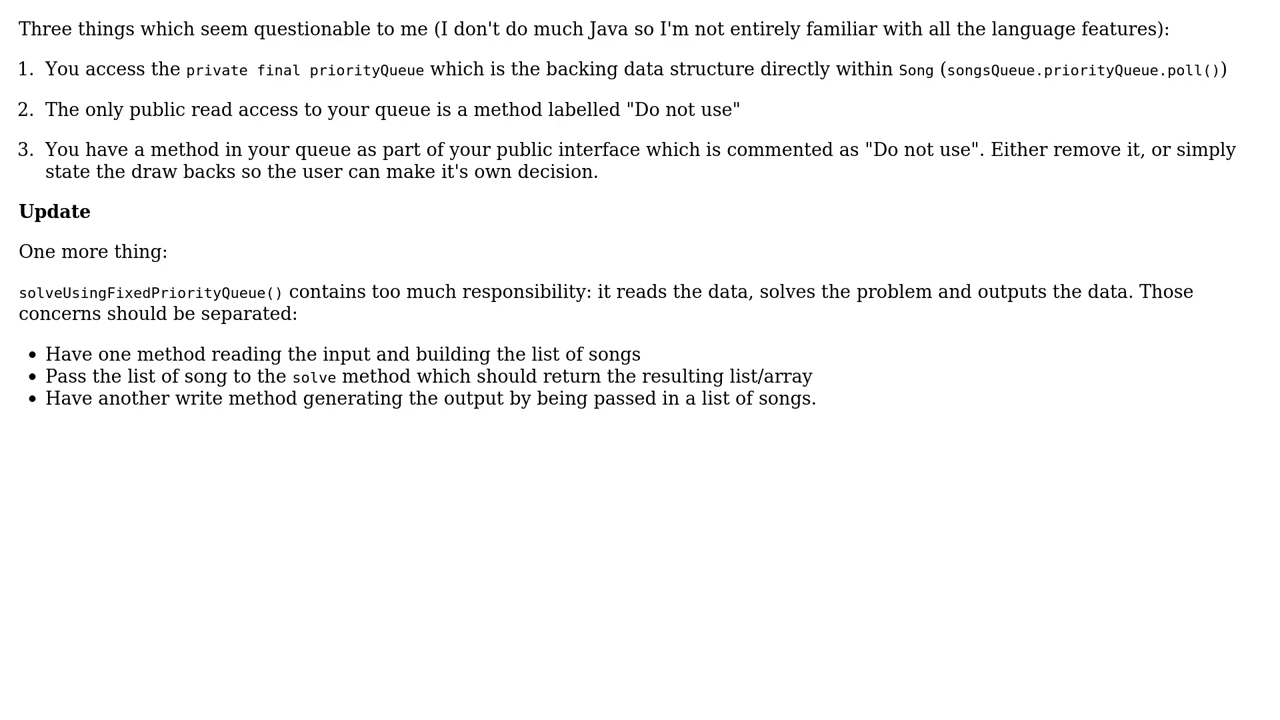 Three things which seem questionable to me (I don't do much Java so I'm not entirely familiar with all the language features):
1. You access the private final priorityQueue which is the backing data structure directly within Song (songsQueue.priorityQueue.poll())
2. The only public read access to your queue is a method labelled "Do not use"
3. You have a method in your queue as part of your public interface which is commented as "Do not use". Either remove it, or simply
state the draw backs so the user can make it's own decision.
Update
One more thing:
solveUsingFixedPriorityQueue() contains too much responsibility: it reads the data, solves the problem and outputs the data. Those
concerns should be separated:
• Have one method reading the input and building the list of songs
• Pass the list of song to the solve method which should return the resulting list/array
• Have another write method generating the output by being passed in a list of songs.